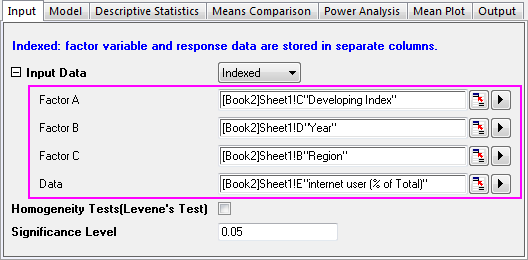 Input Model Descriptive Statistics Means Comparison Power Analysis Mean Plot Output
Indexed: factor variable and response data are stored in separate columns.
Input Data Indexed
Factor A [Book2]Sheet1!C"Developing Index"
Factor B [Book2]Sheet1!D"Year"
Factor C [Book2]Sheet1!B"Region"
Data [Book2]Sheet1!E"internet user (% of Total)"
Homogeneity Tests(Levene's Test)
Significance Level 0.05